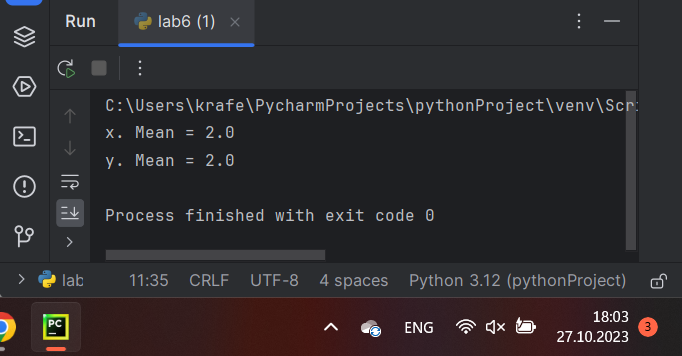 Run lab6 (1)
C:\Users\krafe\PycharmProjects\pythonProject\venv\Scri
x. Mean = 2.0
y. Mean = 2.0
Process finished with exit code 0
lab 11:35 CRLF UTF-8 4 spaces Python 3.12 (pythonProject)
PC ENG 18:03 3
27.10.2023